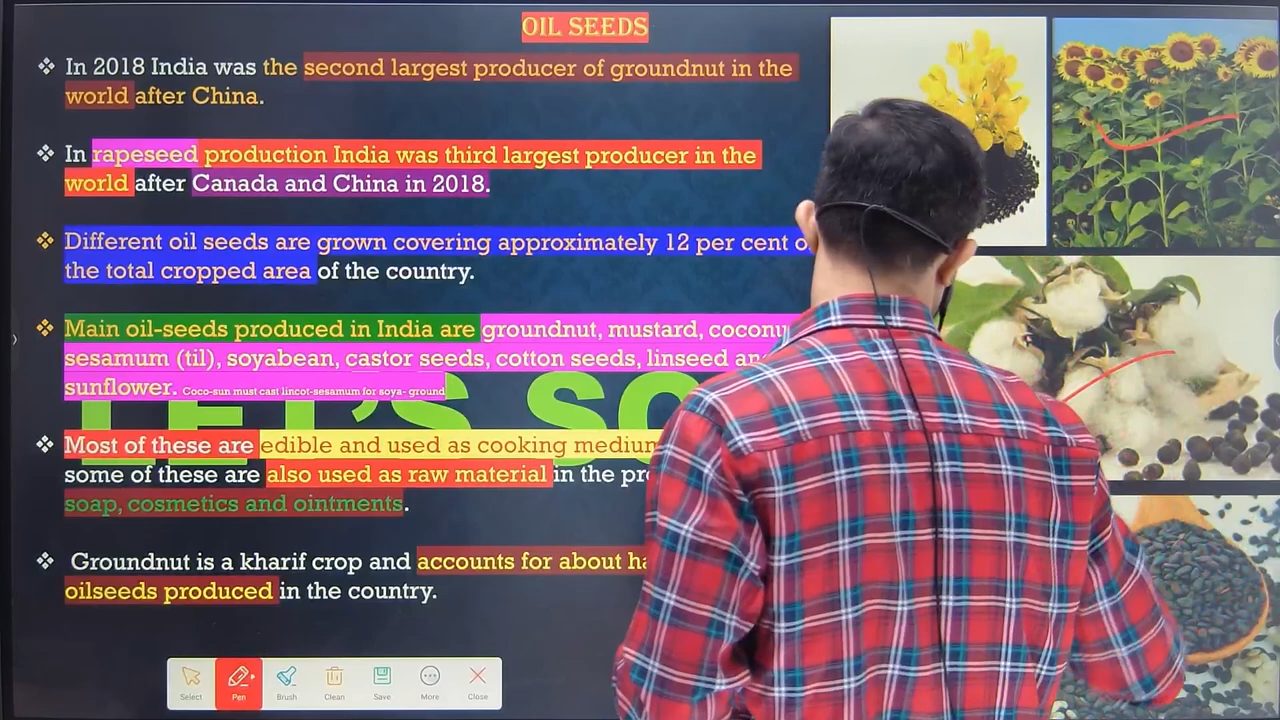 OIL SEEDS
❖ In 2018 India was the second largest producer of groundnut in the
world after China.
❖ In rapeseed production India was third largest producer in the
world after Canada and China in 2018.
❖ Different oil seeds are grown covering approximately 12 per cent
the total cropped area of the country.
❖ Main oil-seeds produced in India are groundnut, mustard,
sesamum (til), soyabean, castor seeds, cotton seeds, linseed
sunflower. Coco-sun must cast lincot-sesamum for soya- ground
LET'S
❖ Most of these are edible and used as cooking
some of these are also used as raw material in the
soap, cosmetics and ointments.
❖ Groundnut is a kharif crop and accounts for about
oilseeds produced in the country.
Select Pen Brush Clean Save More Close